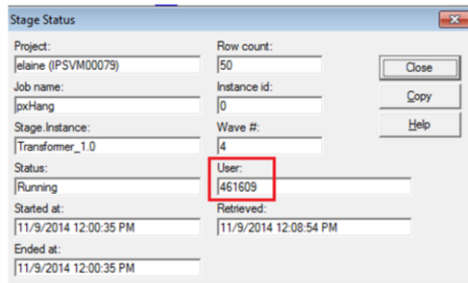 Stage Status
Project:
elaine (IPSVM00079)
Row count:
50
Close
Job name:
pxHang
Instance id:
0
Copy
Stage.Instance:
Transformer_1.0
Wave #:
4
Help
Status:
Running
User:
461609
Started at:
11/9/2014 12:00:35 PM
Retrieved:
11/9/2014 12:08:54 PM
Ended at:
11/9/2014 12:00:35 PM